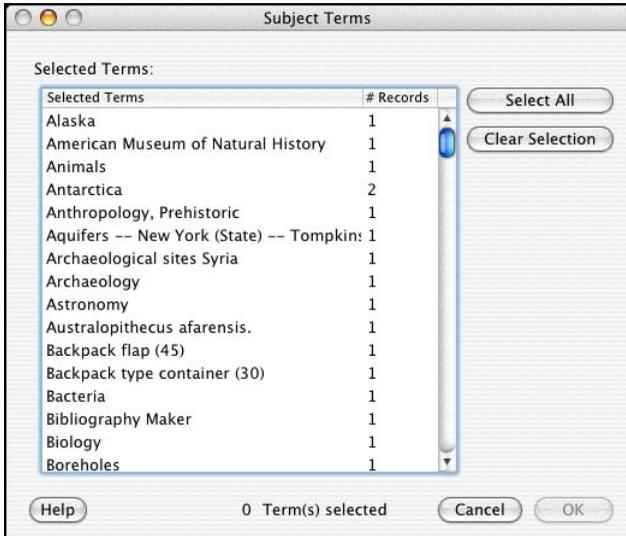 Subject Terms
Selected Terms:
Selected Terms # Records
Select All
Alaska 1
American Museum of Natural History 1
Clear Selection
Animals 1
Antarctica 2
Anthropology, Prehistoric 1
Aquifers -- New York (State) -- Tompkins 1
Archaeological sites Syria 1
Archaeology 1
Astronomy 1
Australopithecus afarensis. 1
Backpack flap (45) 1
Backpack type container (30) 1
Bacteria 1
Bibliography Maker 1
Biology 1
Boreholes 1
Help 0 Term(s) selected Cancel OK